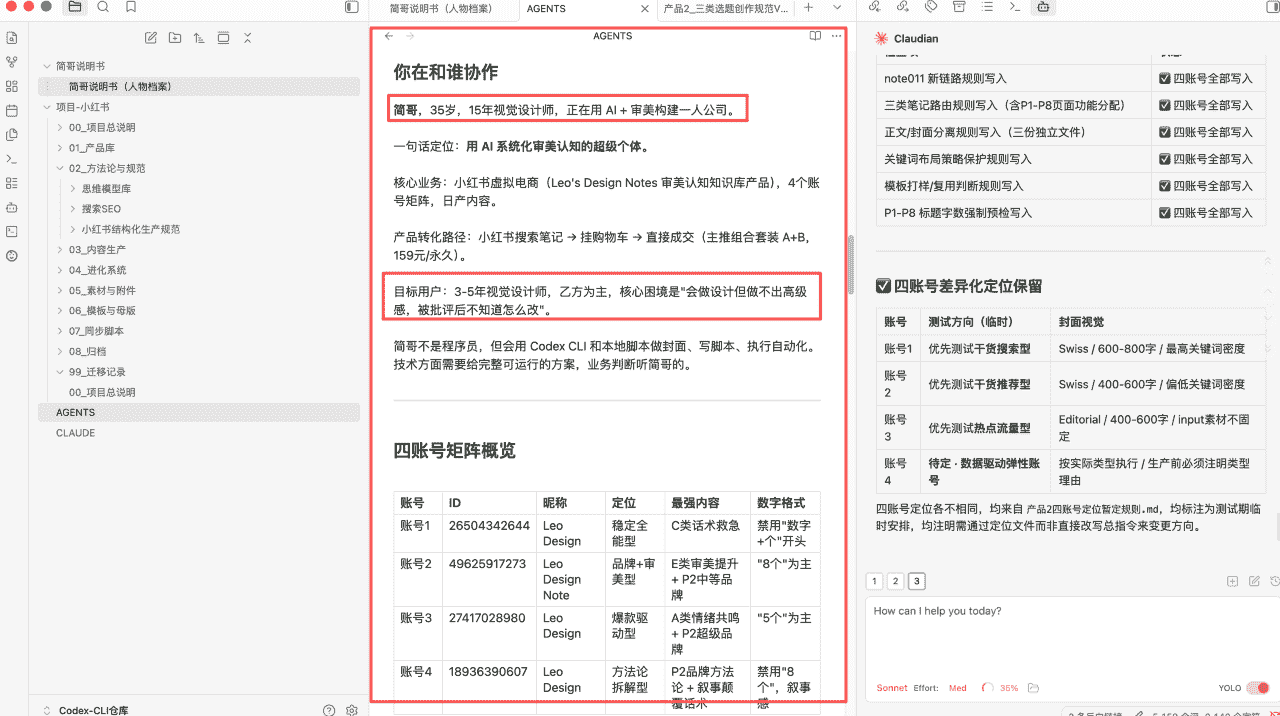 简哥说明书（人物档案）
AGENTS
产品2_三类选题创作规范V...
简哥说明书
简哥说明书（人物档案）
项目-小红书
00_项目总说明
01_产品库
02_方法论与规范
思维模型库
搜索SEO
小红书结构化生产规范
03_内容生产
04_进化系统
05_素材与附件
06_模板与母版
07_同步脚本
08_归档
99_迁移记录
00_项目总说明
AGENTS
CLAUDE
Codex-CLI仓库
AGENTS
你在和谁协作
简哥，35岁，15年视觉设计师，正在用 AI + 审美构建一人公司。
一句话定位：用 AI 系统化审美认知的超级个体。
核心业务：小红书虚拟电商（Leo's Design Notes 审美认知知识库产品），4个账
号矩阵，日产内容。
产品转化路径：小红书搜索笔记 → 挂购物车 → 直接成交（主推组合套装 A+B，
159元/永久）。
目标用户：3-5年视觉设计师，乙方为主，核心困境是"会做设计但做不出高级
感，被批评后不知道怎么改"。
简哥不是程序员，但会用 Codex CLI 和本地脚本做封面、写脚本、执行自动化。
技术方面需要给完整可运行的方案，业务判断听简哥的。
四账号矩阵概览
账号 ID 昵称 定位 最强内容 数字格式
账号1 26504342644 Leo Design 稳定全能型 C类话术救急 禁用"数字+个"开头
账号2 49625917273 Leo Design Note 品牌+审美型 E类审美提升 + P2中等品牌 "8个"为主
账号3 27417028980 Leo Design 爆款驱动型 A类情绪共鸣 + P2超级品牌 "5个"为主
账号4 18936390607 Leo Design 方法论拆解型 P2品牌方法论 + 叙事颠覆话术 禁用"8个"，叙事感
Claudian
note011 新链路规则写入 ✅ 四账号全部写入
三类笔记路由规则写入（含P1-P8页面功能分配） ✅ 四账号全部写入
正文/封面分离规则写入（三份独立文件） ✅ 四账号全部写入
关键词布局策略保护规则写入 ✅ 四账号全部写入
模板打样/复用判断规则写入 ✅ 四账号全部写入
P1-P8 标题字数强制预检写入 ✅ 四账号全部写入
✅ 四账号差异化定位保留
账号 测试方向（临时） 封面视觉
账号1 优先测试干货搜索型 Swiss / 600-800字 / 最高关键词密度
账号2 优先测试干货推荐型 Swiss / 400-600字 / 偏低关键词密度
账号3 优先测试热点流量型 Editorial / 400-600字 / input素材不固定
账号4 待定 · 数据驱动弹性账号 按实际类型执行 / 生产前必须注明类型理由
四账号定位各不相同，均来自 产品2四账号定位暂定规则.md，均标注为测试期临
时安排，均注明需通过定位文件而非直接改写总指令来变更方向。
1 2 3
How can I help you today?
Sonnet Effort: Med 36% YOLO